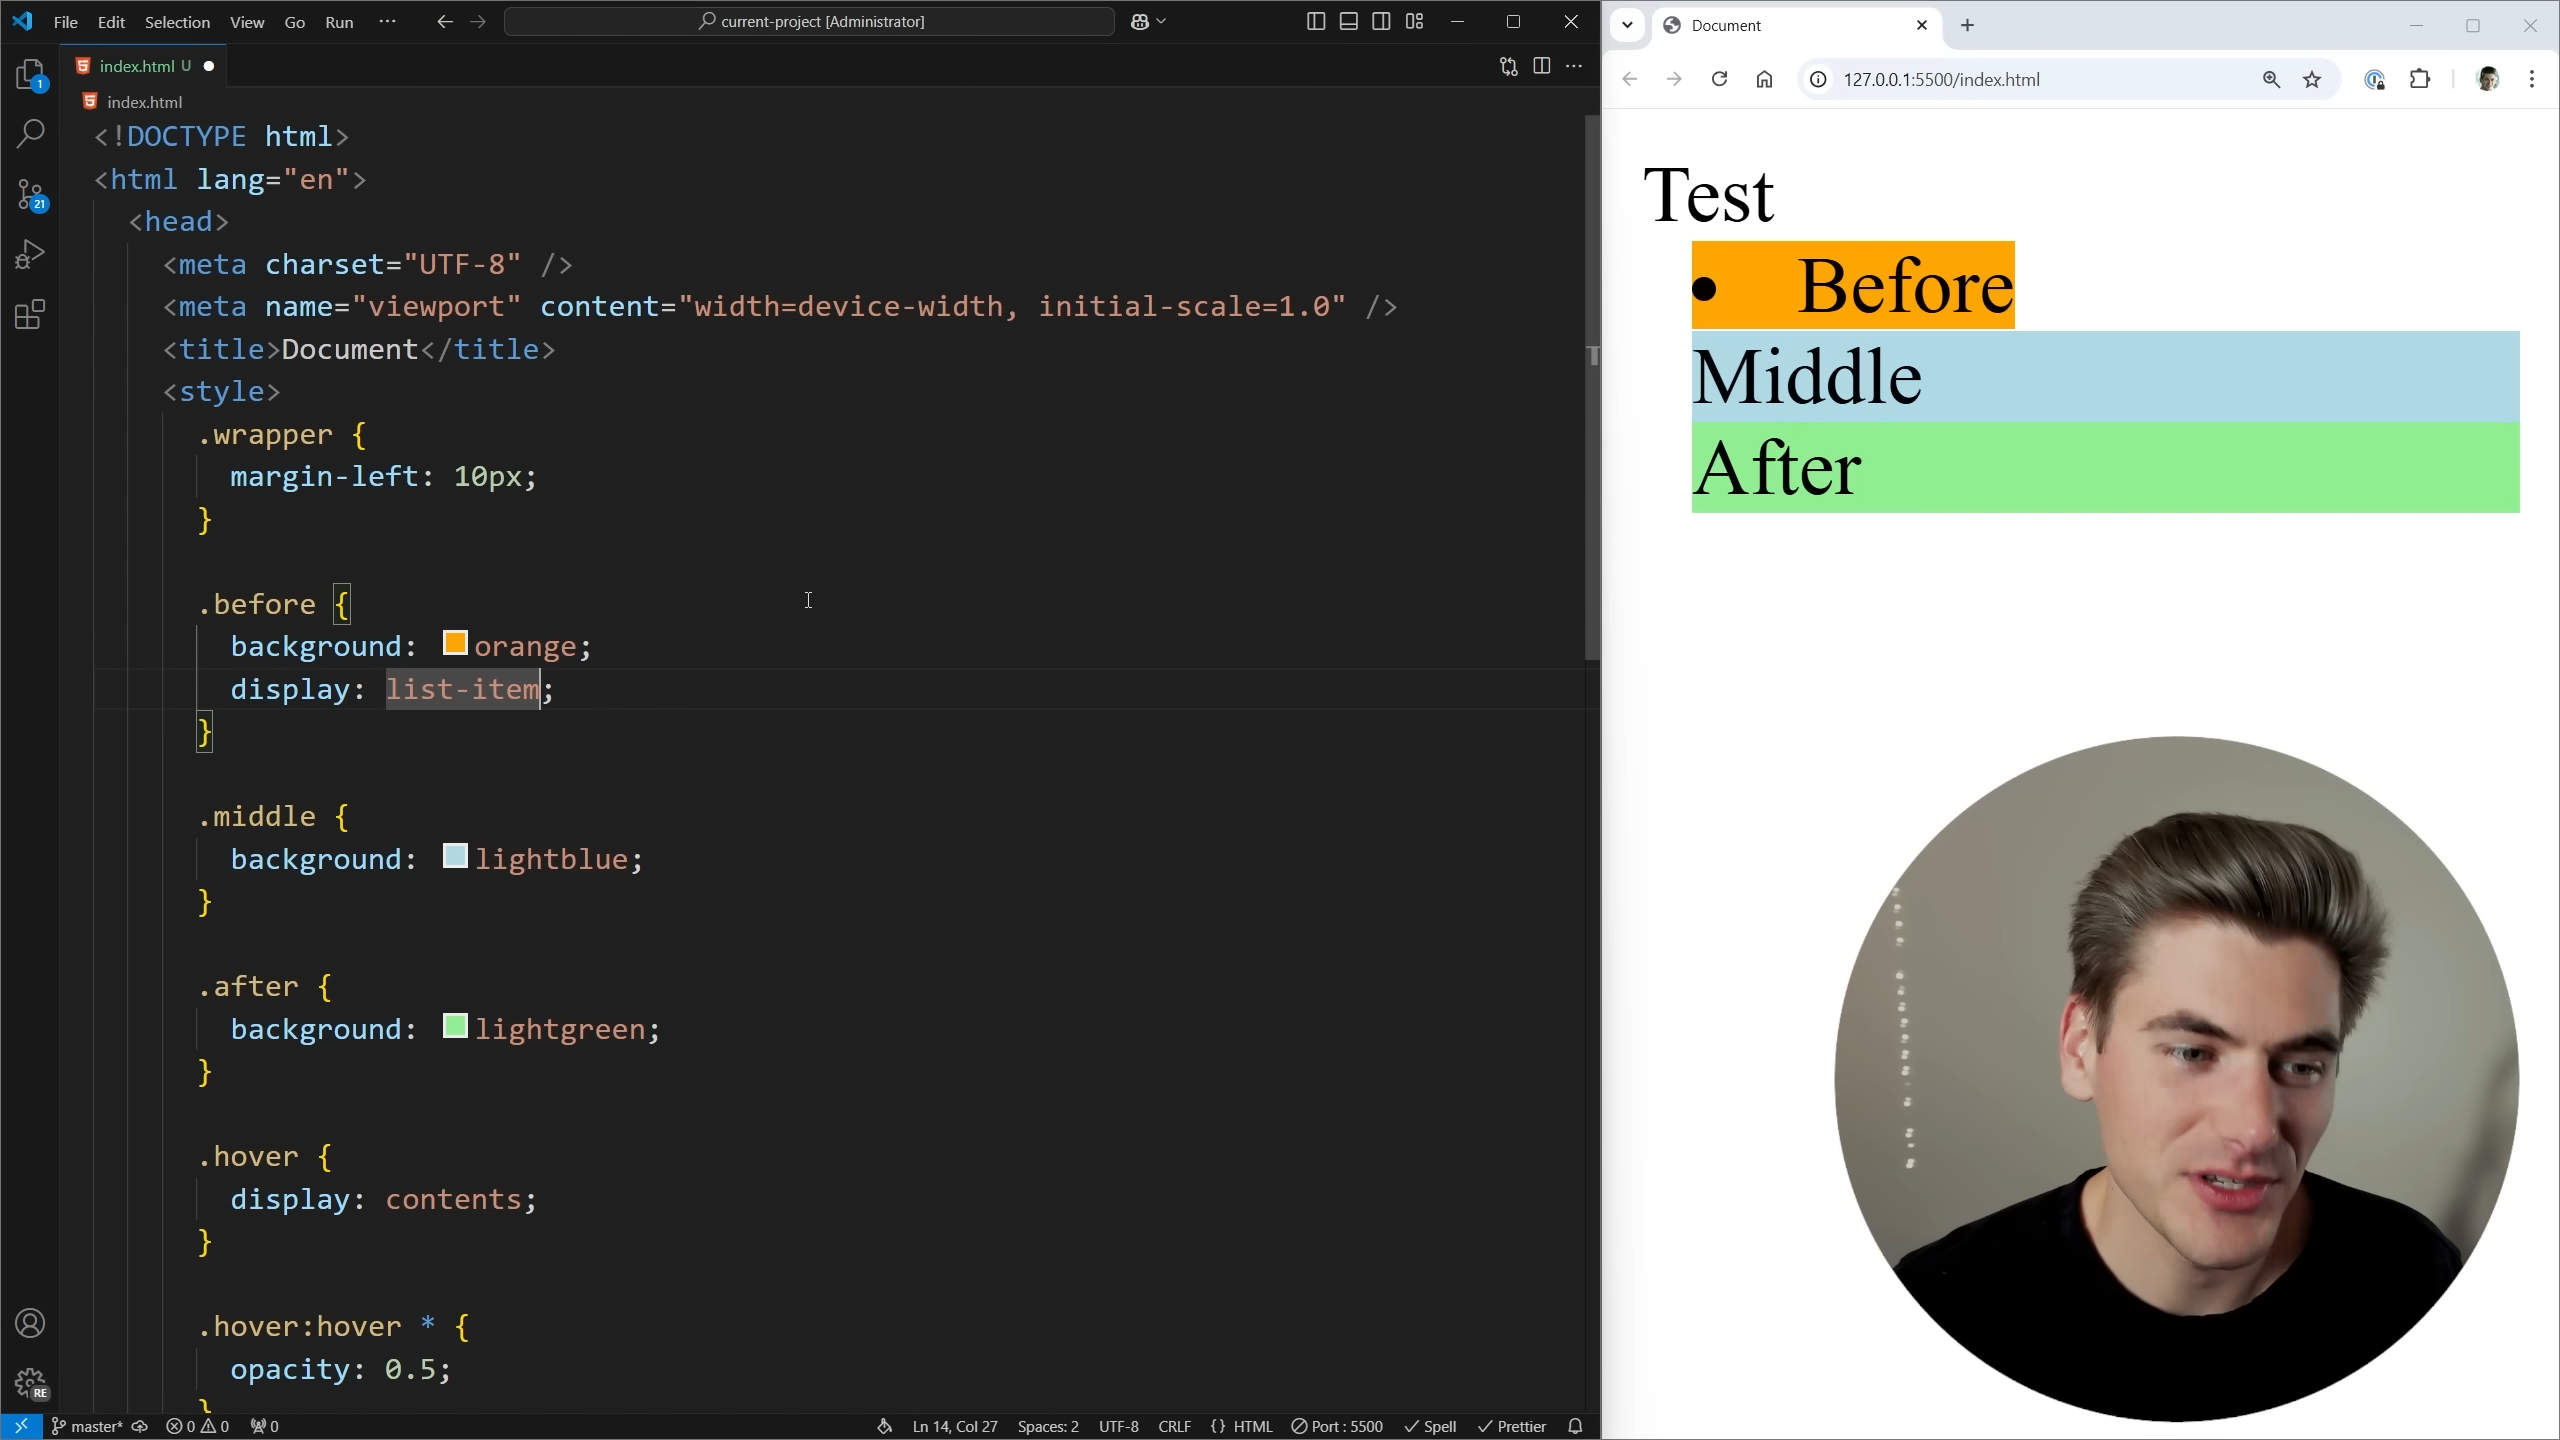 File Edit Selection View Go Run ··· current-project [Administrator]
index.html U
index.html
<!DOCTYPE html>
<html lang="en">
<head>
<meta charset="UTF-8" />
<meta name="viewport" content="width=device-width, initial-scale=1.0" />
<title>Document</title>
<style>
.wrapper {
margin-left: 10px;
}
.before {
background: orange;
display: list-item;
}
.middle {
background: lightblue;
}
.after {
background: lightgreen;
}
.hover {
display: contents;
}
.hover:hover * {
opacity: 0.5;
}
1
21
RE
master* 0 0 0 Ln 14, Col 27 Spaces: 2 UTF-8 CRLF {} HTML Port : 5500 Spell Prettier
Document
127.0.0.1:5500/index.html
Test
• Before
Middle
After